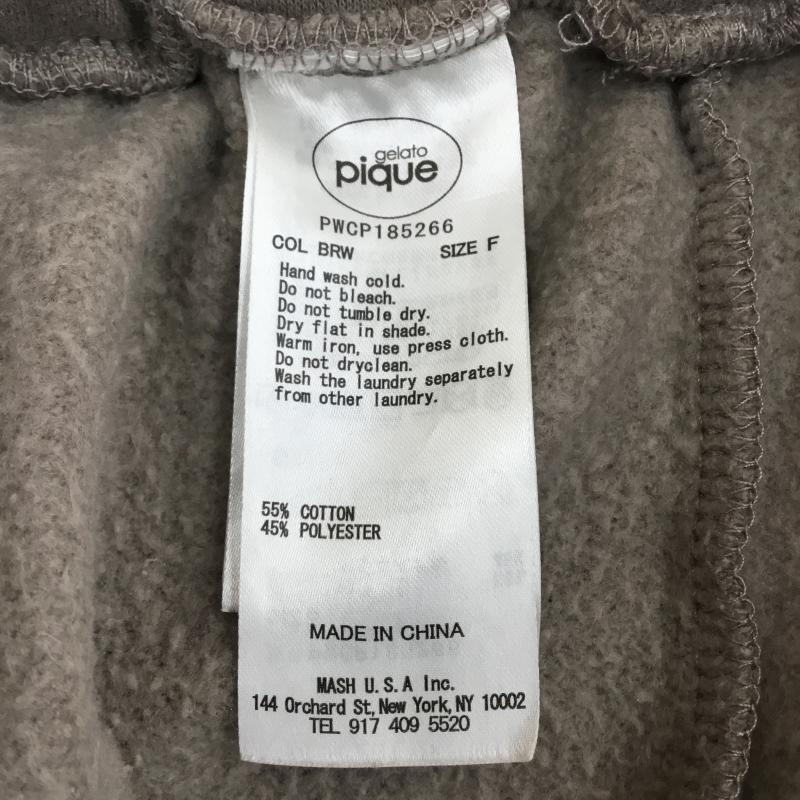 gelato
pique
PWCP185266
COL BRW SIZE F
Hand wash cold.
Do not bleach.
Do not tumble dry.
Dry flat in shade.
Warm iron, use press cloth.
Do not dryclean.
Wash the laundry separately
from other laundry.
55% COTTON
45% POLYESTER
MADE IN CHINA
MASH U.S.A Inc.
144 Orchard St, New York, NY 10002
TEL 917 409 5520